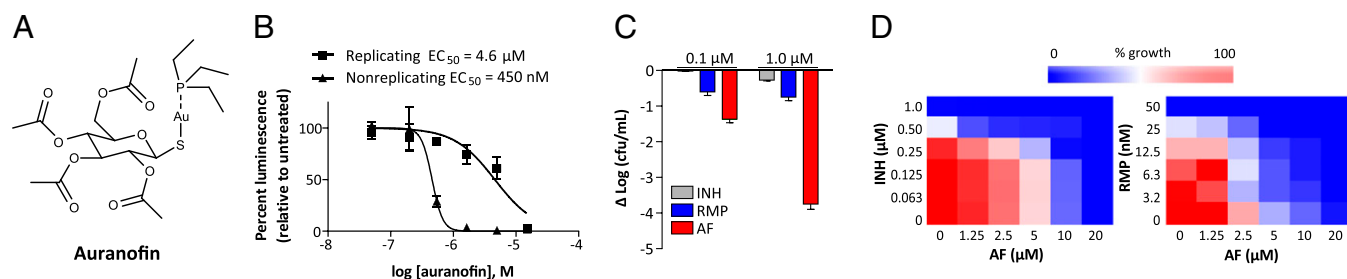 A
O
O
O
O
O
O
O
O
O
P
Au
S
Auranofin
B
Replicating EC50 = 4.6 μM
Nonreplicating EC50 = 450 nM
Percent luminescence
(relative to untreated)
100
50
0
-8
-7
-6
-5
-4
log [auranofin], M
C
0.1 μM
1.0 μM
Δ Log (cfu/mL)
0
-1
-2
-3
-4
-5
INH
RMP
AF
D
0
% growth
100
INH (μM)
1.0
0.50
0.25
0.125
0.063
0
0 1.25 2.5 5 10 20
AF (μM)
RMP (nM)
50
25
12.5
6.3
3.2
0
0 1.25 2.5 5 10 20
AF (μM)